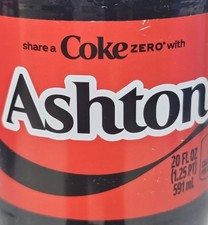 share a Coke ZERO® with
Ashton
20 FL OZ
(1.25 PT)
591 mL